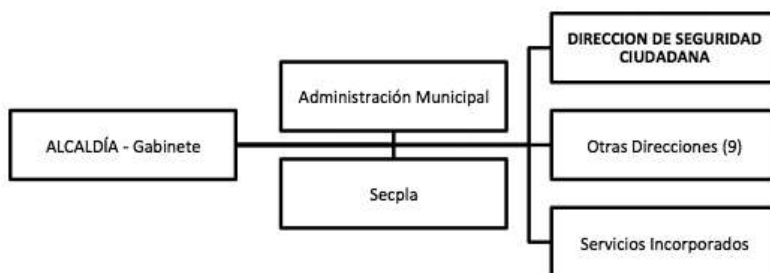 DIRECCION DE SEGURIDAD
CIUDADANA
Administración Municipal
ALCALDÍA - Gabinete
Otras Direcciones (9)
Secpla
Servicios Incorporados